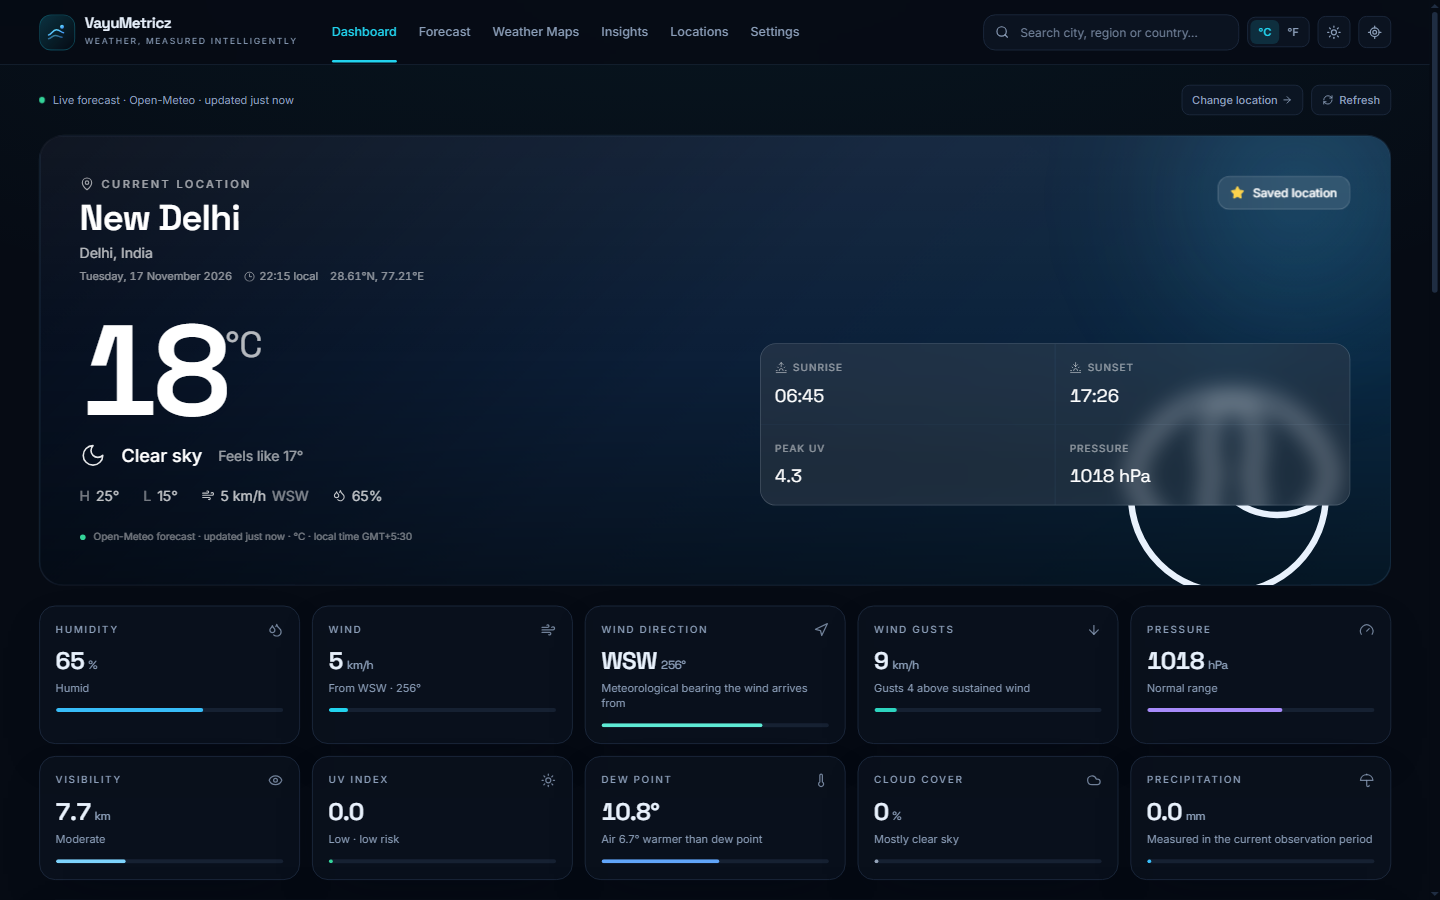 VayuMetricz
WEATHER, MEASURED INTELLIGENTLY
Dashboard Forecast Weather Maps Insights Locations Settings
Search city, region or country...
°C °F
Live forecast · Open-Meteo · updated just now
Change location →
Refresh
CURRENT LOCATION
New Delhi
Delhi, India
Tuesday, 17 November 2026 22:15 local 28.61°N, 77.21°E
Saved location
18°C
Clear sky Feels like 17°
H 25° L 15° 5 km/h WSW 65%
Open-Meteo forecast · updated just now · °C · local time GMT+5:30
SUNRISE
06:45
SUNSET
17:26
PEAK UV
4.3
PRESSURE
1018 hPa
HUMIDITY
65 %
Humid
WIND
5 km/h
From WSW · 256°
WIND DIRECTION
WSW 256°
Meteorological bearing the wind arrives
from
WIND GUSTS
9 km/h
Gusts 4 above sustained wind
PRESSURE
1018 hPa
Normal range
VISIBILITY
7.7 km
Moderate
UV INDEX
0.0
Low · low risk
DEW POINT
10.8°
Air 6.7° warmer than dew point
CLOUD COVER
0 %
Mostly clear sky
PRECIPITATION
0.0 mm
Measured in the current observation period